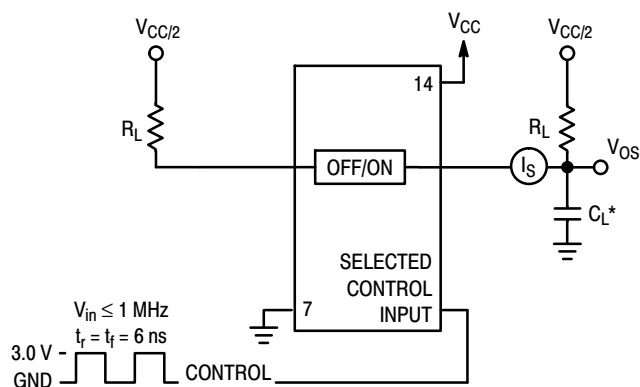 VCC/2
RL
VCC
14
OFF/ON
VCC/2
RL
IS
VOS
CL*
7
SELECTED
CONTROL
INPUT
Vin ≤ 1 MHz
tr = tf = 6 ns
3.0 V
GND
CONTROL